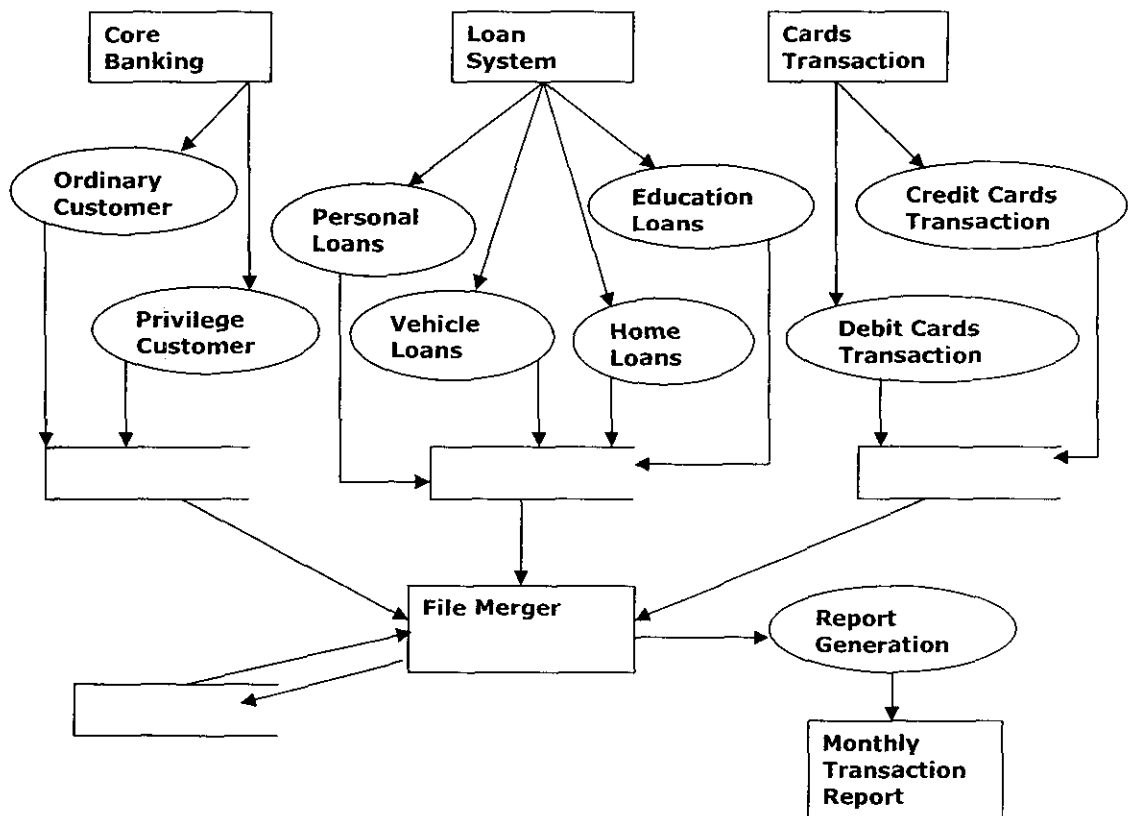 Core
Banking
Loan
System
Cards
Transaction
Ordinary
Customer
Personal
Loans
Education
Loans
Credit Cards
Transaction
Privilege
Customer
Vehicle
Loans
Home
Loans
Debit Cards
Transaction
File Merger
Report
Generation
Monthly
Transaction
Report